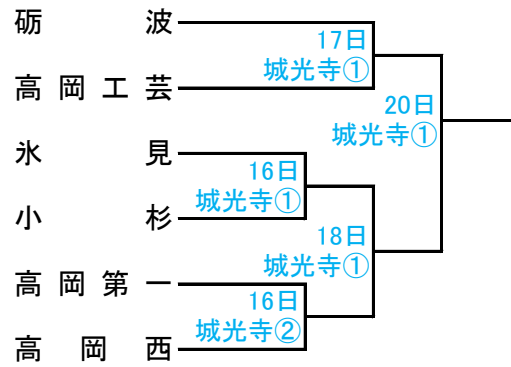 砺波
17日
城光寺①
高岡工芸
20日
城光寺①
氷見
16日
城光寺①
小杉
18日
城光寺①
高岡第一
16日
城光寺②
高岡西